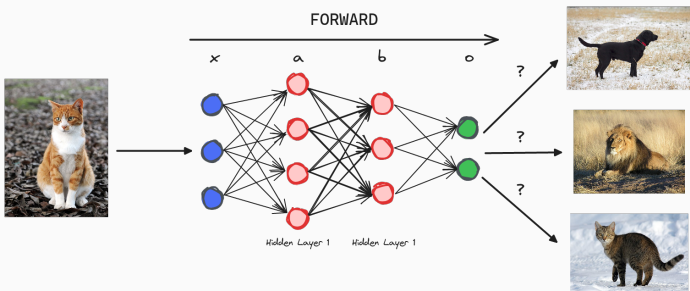 FORWARD
x a b o
?
?
?
Hidden Layer 1 Hidden Layer 1